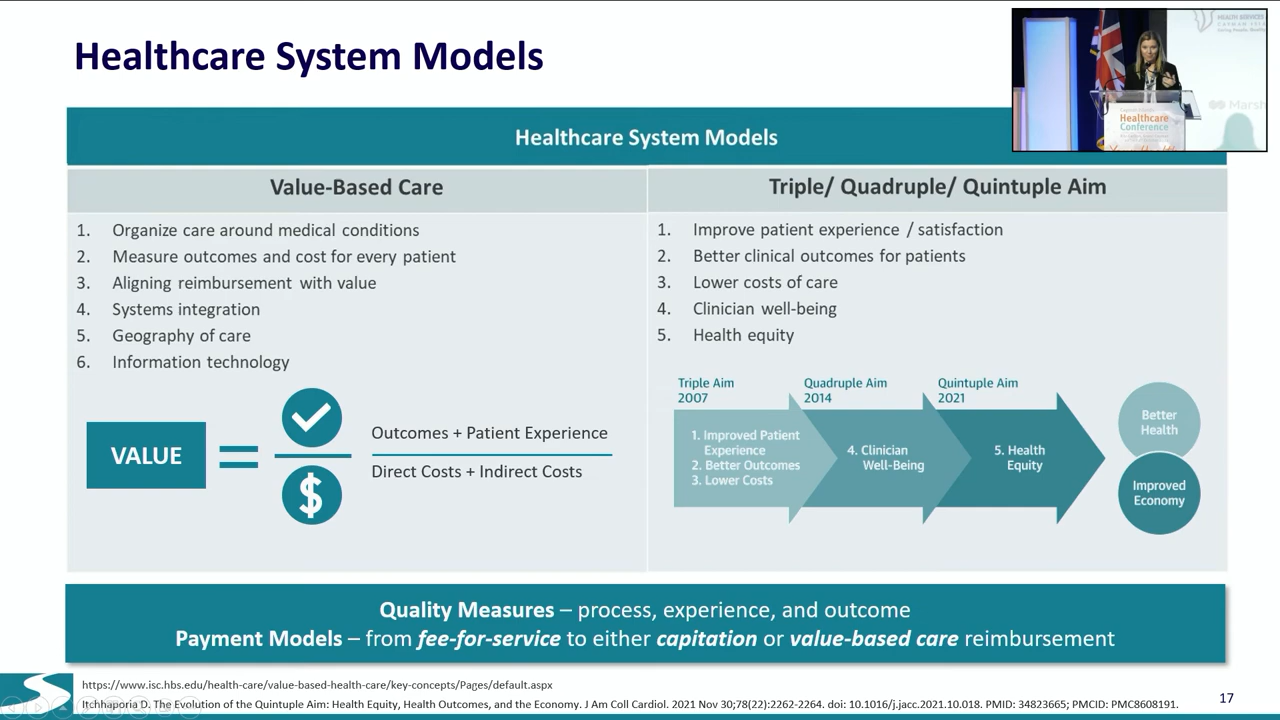 Healthcare System Models
HEALTH SERVICES
Healthcare
Conference
Marsh
Healthcare System Models
Value-Based Care
1. Organize care around medical conditions
2. Measure outcomes and cost for every patient
3. Aligning reimbursement with value
4. Systems integration
5. Geography of care
6. Information technology
VALUE = $
Outcomes + Patient Experience
Direct Costs + Indirect Costs
Triple/ Quadruple/ Quintuple Aim
1. Improve patient experience / satisfaction
2. Better clinical outcomes for patients
3. Lower costs of care
4. Clinician well-being
5. Health equity
Triple Aim
2007
1. Improved Patient
Experience
2. Better Outcomes
3. Lower Costs
Quadruple Aim
2014
4. Clinician
Well-Being
Quintuple Aim
2021
5. Health
Equity
Better
Health
Improved
Economy
Quality Measures – process, experience, and outcome
Payment Models – from fee-for-service to either capitation or value-based care reimbursement
https://www.isc.hbs.edu/health-care/value-based-health-care/key-concepts/Pages/default.aspx
Itchhaporia D. The Evolution of the Quintuple Aim: Health Equity, Health Outcomes, and the Economy. J Am Coll Cardiol. 2021 Nov 30;78(22):2262-2264. doi: 10.1016/j.jacc.2021.10.018. PMID: 34823665; PMCID: PMC8608191.
17